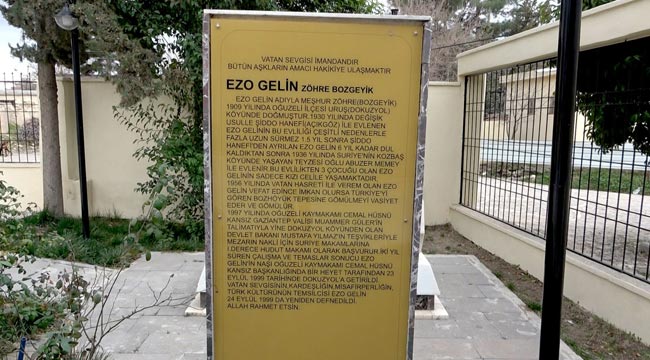 VATAN SEVGİSİ İMANDANDIR
BÜTÜN AŞKLARIN AMACI HAKİKİYE ULAŞMAKTIR
EZO GELİN ZÖHRE BOZGEYİK
EZO GELİN ADIYLA MEŞHUR ZÖHRE(BOZGEYİK)
1909 YILINDA OĞUZELİ İLÇESİ URUŞ(DOKUZYOL)
KÖYÜNDE DOĞMUŞTUR.1930 YILINDA DEĞİŞİK
USULLE ŞİDDO HANEFİ(AÇIKGÖZ) İLE EVLENEN
EZO GELİNİN BU EVLİLİĞİ ÇEŞİTLİ NEDENLERLE
FAZLA UZUN SÜRMEZ 1,5 YIL SONRA ŞİDDO
HANEFİ'DEN AYRILAN EZO GELİN 6 YIL KADAR DUL
KALDIKTAN SONRA 1936 YILINDA SURİYE'NİN KOZBAŞ
KÖYÜNDE YAŞAYAN TEYZESİ OĞLU ABUZER MEMEY
İLE EVLENİR BU EVLİLİKTEN 3 ÇOCUĞU OLAN EZO
GELİNİN SADECE KIZI CELİLE YAŞAMAKTADIR.
1956 YILINDA VATAN HASRETİ İLE VEREM OLAN EZO
GELİN VEFAT EDİNCE İMKAN OLURSA TÜRKİYE'Yİ
GÖREN BOZHÖYÜK TEPESİNE GÖMÜLMEYİ VASİYET
EDER VE GÖMÜLÜR.
1997 YILINDA OĞUZELİ KAYMAKAMI CEMAL HÜSNÜ
KANSIZ GAZİANTEP VALİSİ MUAMMER GÜLER'İN
TALİMATIYLA YİNE DOKUZYOL KÖYÜNDEN OLAN
DEVLET BAKANI MUSTAFA YILMAZ'IN TEŞVİKLERİYLE
MEZARIN NAKLİ İÇİN SURİYE MAKAMLARINA
DERECE HUDUT MAKAMI OLARAK BAŞVURUR.İKİ YIL
SÜREN ÇALIŞMA VE TEMASLAR SONUCU EZO
GELİN'İN NAŞI OĞUZELİ KAYMAKAMI CEMAL HÜSNÜ
KANSIZ BAŞKANLIĞINDA BİR HEYET TARAFINDAN 23
EYLÜL 1999 TARİHİNDE DOKUZYOL'A GETİRİLDİ.
VATAN SEVGİSİNİN,KARDEŞLİĞİN,MİSAFİRPERLİĞİN,
TÜRK KÜLTÜRÜNÜN TEMSİLCİSİ EZO GELİN
24 EYLÜL 1999 DA YENİDEN DEFNEDİLDİ.
ALLAH RAHMET ETSİN.